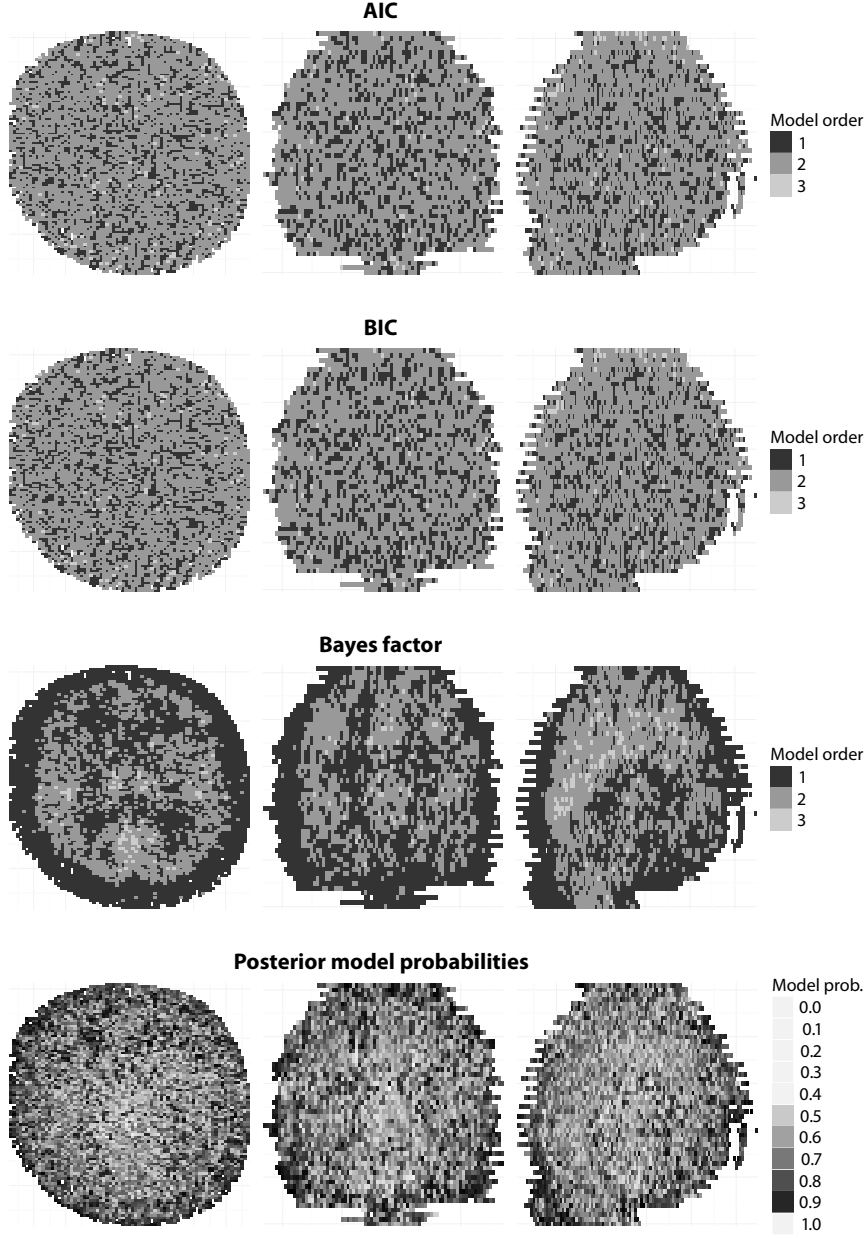 AIC
Model order
1
2
3
BIC
Model order
1
2
3
Bayes factor
Model order
1
2
3
Posterior model probabilities
Model prob.
0.0
0.1
0.2
0.3
0.4
0.5
0.6
0.7
0.8
0.9
1.0